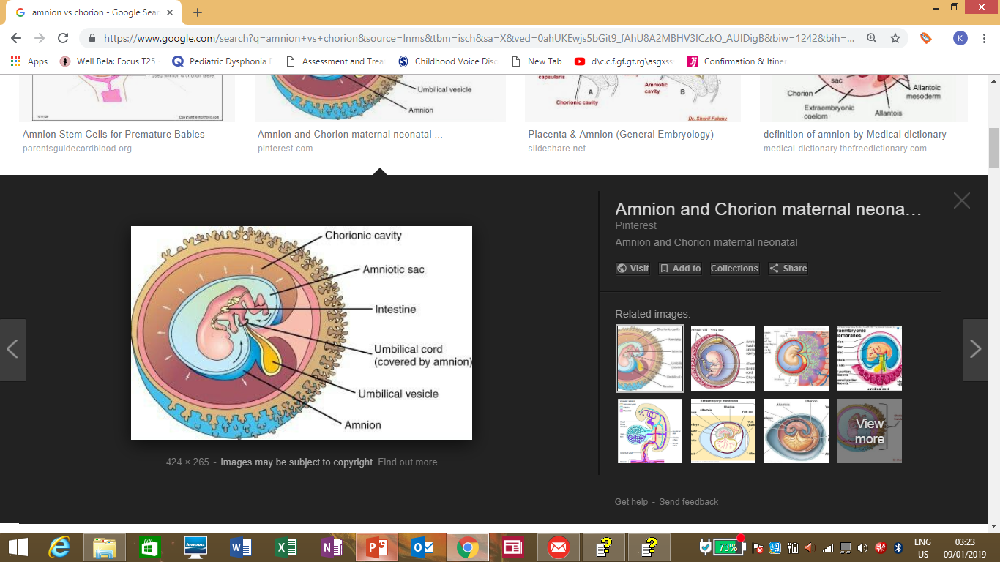 amnion vs chorion - Google Sear
https://www.google.com/search?q=amnion+vs+chorion&source=lnms&tbm=isch&sa=X&ved=0ahUKEwjs5bGit9_fAhU8A2MBHV3ICzkQ_AUIDigB&biw=1242&bih=...
K
Apps
Well Bela: Focus T25
Pediatric Dysphonia
Assessment and Trea
Childhood Voice Disc
New Tab
d\c.c.f.gf.gt.rg\asgxss
Confirmation & Itiner
Fused amnion & chorion sleeve
Umbilical vesicle
Amnion
capsularis
Chorionic cavity
A
Amniotic
cavity
B
Dr. Sherif Fahmy
sac
Chorion
Extraembryonic
coelom
Allantois
Allantoic
mesoderm
Amnion Stem Cells for Premature Babies
parentsguidecordblood.org
Amnion and Chorion maternal neonatal ...
pinterest.com
Placenta & Amnion (General Embryology)
slideshare.net
definition of amnion by Medical dictionary
medical-dictionary.thefreedictionary.com
Chorionic cavity
Amniotic sac
Intestine
Umbilical cord
(covered by amnion)
Umbilical vesicle
Amnion
424 × 265 - Images may be subject to copyright. Find out more
Amnion and Chorion maternal neona...
Pinterest
Amnion and Chorion maternal neonatal
Visit
Add to
Collections
Share
Related images:
View
more
Get help - Send feedback
lenovo
73%
ENG
US
03:23
09/01/2019